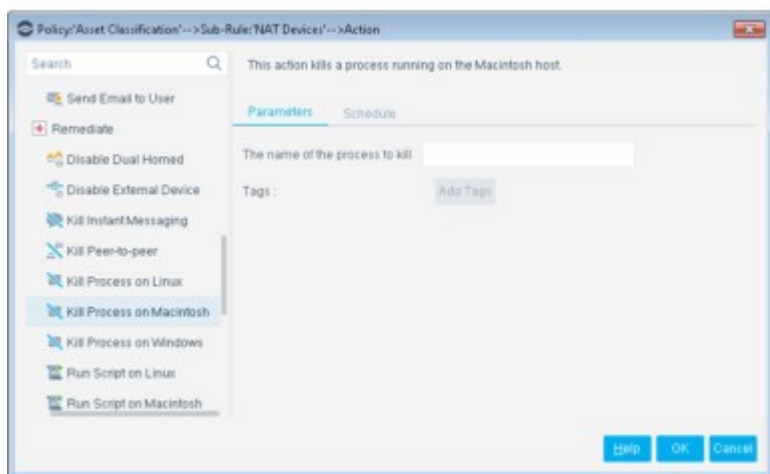 Policy:'Asset Classification'-->Sub-Rule:'NAT Devices'-->Action
Search
This action kills a process running on the Macintosh host.
Send Email to User
Remediate
Disable Dual Homed
Disable External Device
Kill Instant Messaging
Kill Peer-to-peer
Kill Process on Linux
Kill Process on Macintosh
Kill Process on Windows
Run Script on Linux
Run Script on Macintosh
Parameters Schedule
The name of the process to kill
Tags : Add Tags
Help OK Cancel